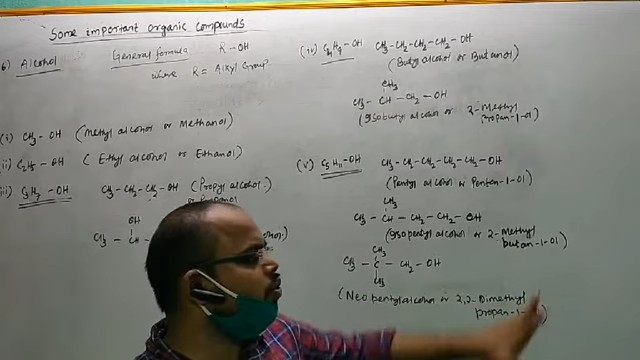 Some important organic compounds
6) Alcohol
General formula R-OH
where R = Alkyl Group
(i) CH₃-OH (Methyl alcohol or Methanol)
(ii) C₂H₅-OH (Ethyl alcohol or Ethanol)
(iii) C₃H₇-OH CH₃-CH₂-CH₂-OH (Propyl alcohol
or Propanol
OH
CH₃-CH
(iv) C₄H₉-OH CH₃-CH₂-CH₂-CH₂-OH
(Butyl alcohol or Butanol)
CH₃
CH₃-CH-CH₂-OH
(Isobutyl alcohol or 2-Methyl
propan-1-ol)
(v) C₅H₁₁-OH CH₃-CH₂-CH₂-CH₂-CH₂-OH
(Pentyl alcohol or Pentan-1-ol)
CH₃
CH₃-CH-CH₂-CH₂-OH
(Isopentyl alcohol or 2-Methyl
butan-1-ol)
CH₃
CH₃-C-CH₂-OH
CH₃
(Neopentyl alcohol or 2,2-Dimethyl
propan-1-